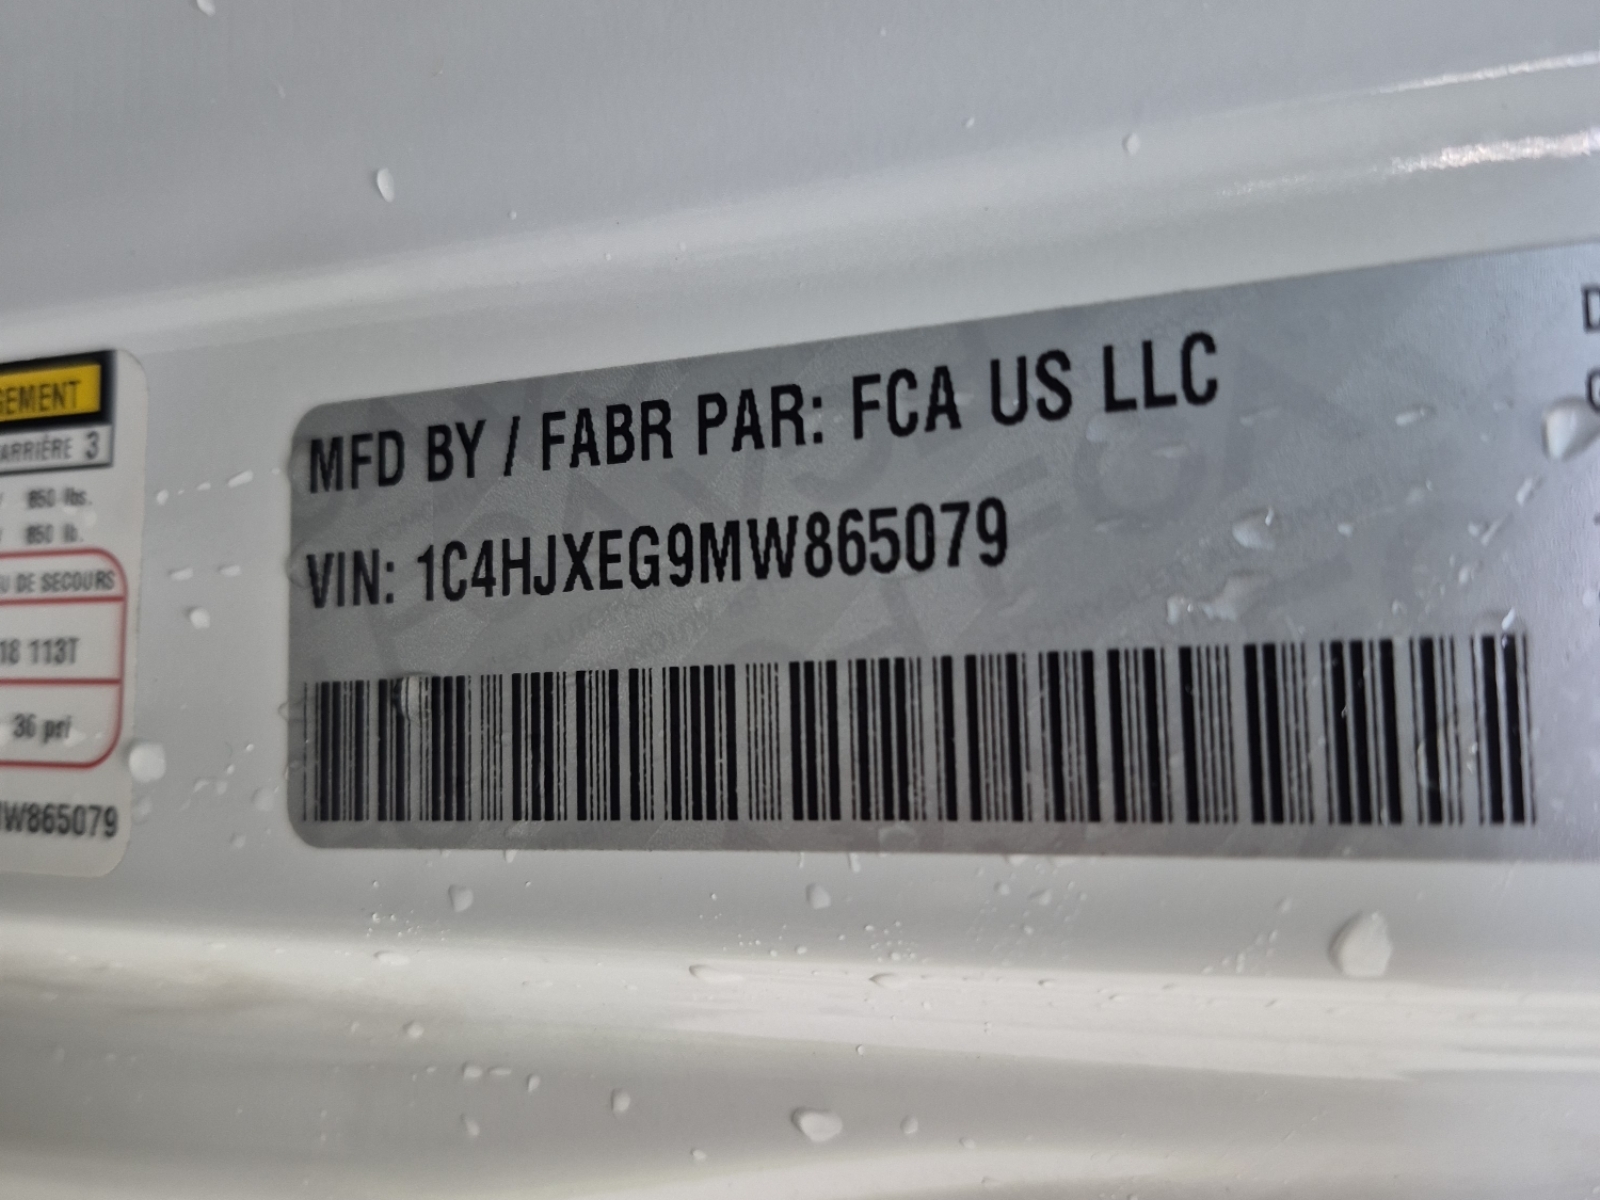 GEMENT
ARRIÈRE 3
850 lbs.
850 lb.
U DE SECOURS
18 113T
36 psi
W865079
MFD BY / FABR PAR: FCA US LLC
VIN: 1C4HJXEG9MW865079